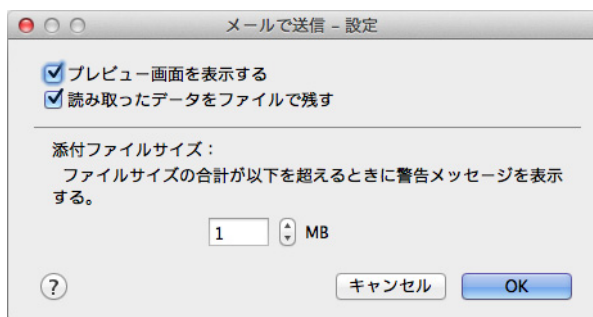 メールで送信 – 設定
プレビュー画面を表示する
読み取ったデータをファイルで残す
添付ファイルサイズ：
ファイルサイズの合計が以下を超えるときに警告メッセージを表示
する。
1 MB
? キャンセル OK